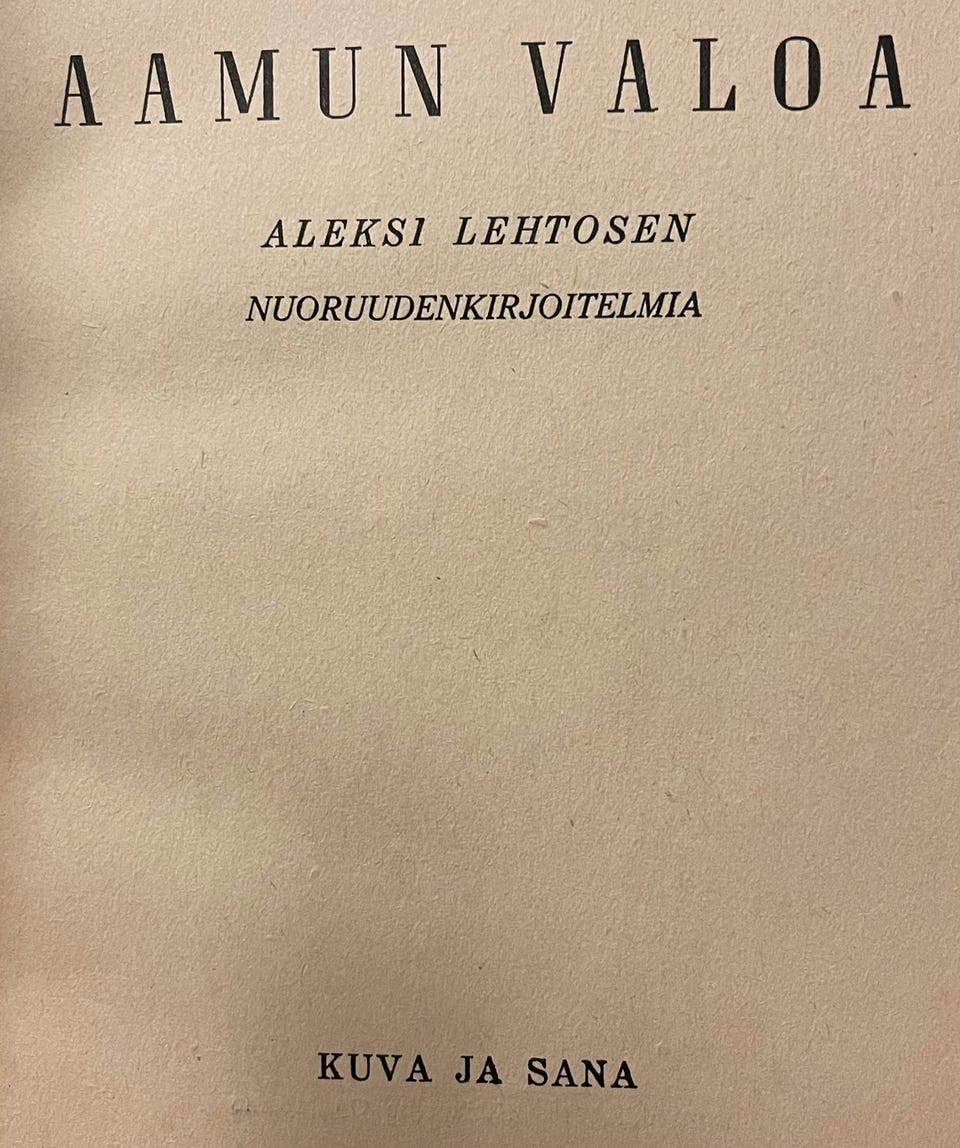 AAMUN VALOA
ALEKSI LEHTOSEN
NUORUUDENKIRJOITELMIA
KUVA JA SANA